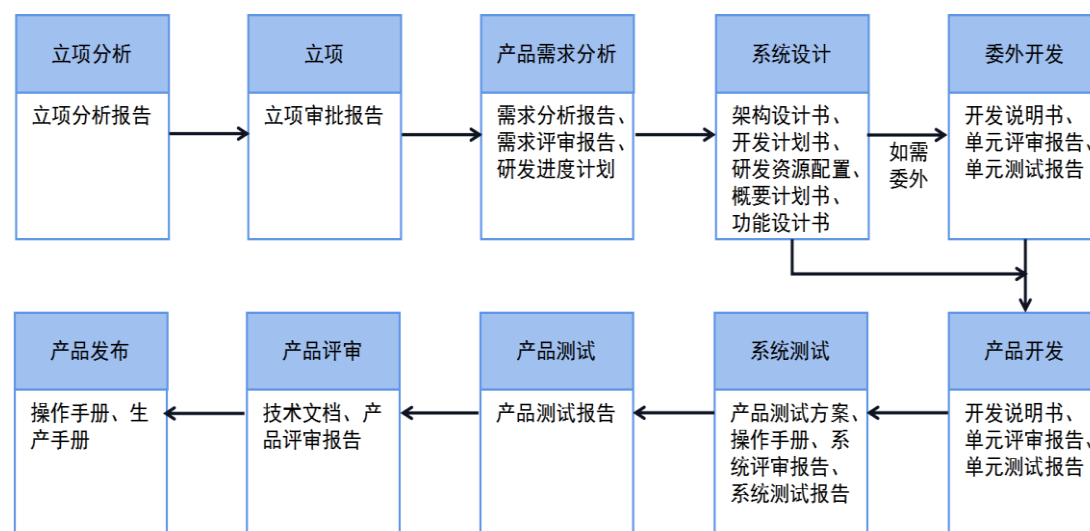 立项分析
立项
产品需求分析
系统设计
委外开发
立项分析报告
立项审批报告
需求分析报告、
需求评审报告、
研发进度计划
架构设计书、
开发计划书、
研发资源配置、
概要计划书、
功能设计书
如需
委外
开发说明书、
单元评审报告、
单元测试报告
产品发布
产品评审
产品测试
系统测试
产品开发
操作手册、生
产手册
技术文档、产
品评审报告
产品测试报告
产品测试方案、
操作手册、系
统评审报告、
系统测试报告
开发说明书、
单元评审报告、
单元测试报告